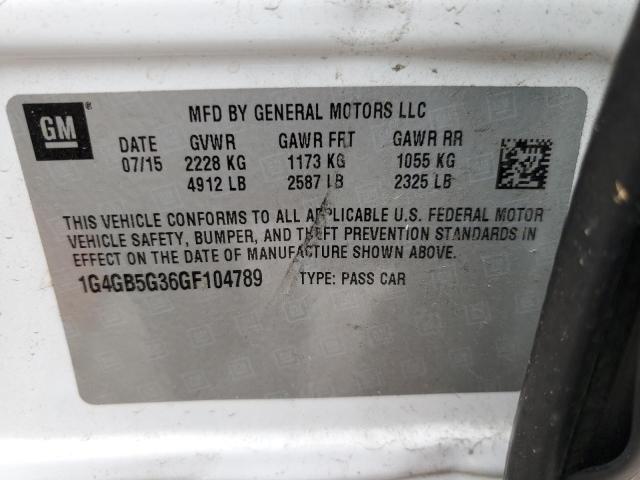 GM ®
MFD BY GENERAL MOTORS LLC
DATE GVWR GAWR FRT GAWR RR
07/15 2228 KG 1173 KG 1055 KG
4912 LB 2587 LB 2325 LB
THIS VEHICLE CONFORMS TO ALL APPLICABLE U.S. FEDERAL MOTOR
VEHICLE SAFETY, BUMPER, AND THEFT PREVENTION STANDARDS IN
EFFECT ON THE DATE OF MANUFACTURE SHOWN ABOVE.
1G4GB5G36GF104789 TYPE: PASS CAR